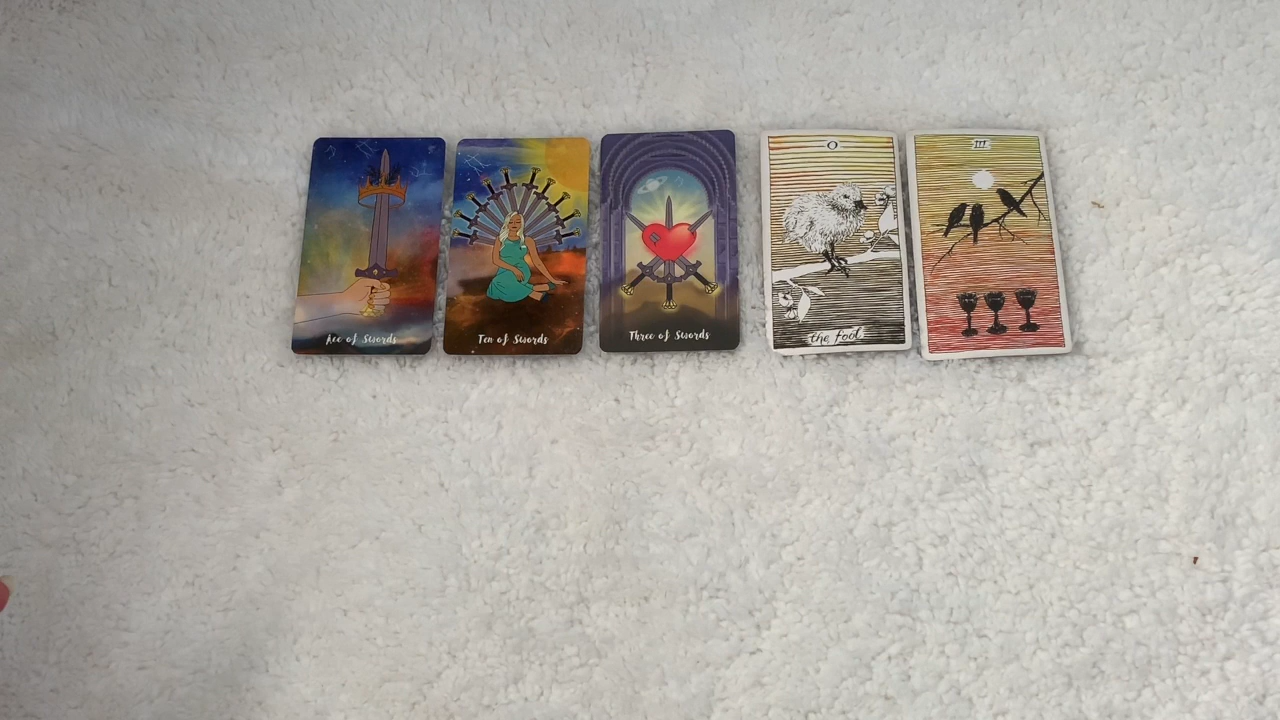 Ace of Swords
Ten of Swords
Three of Swords
0
the fool
III